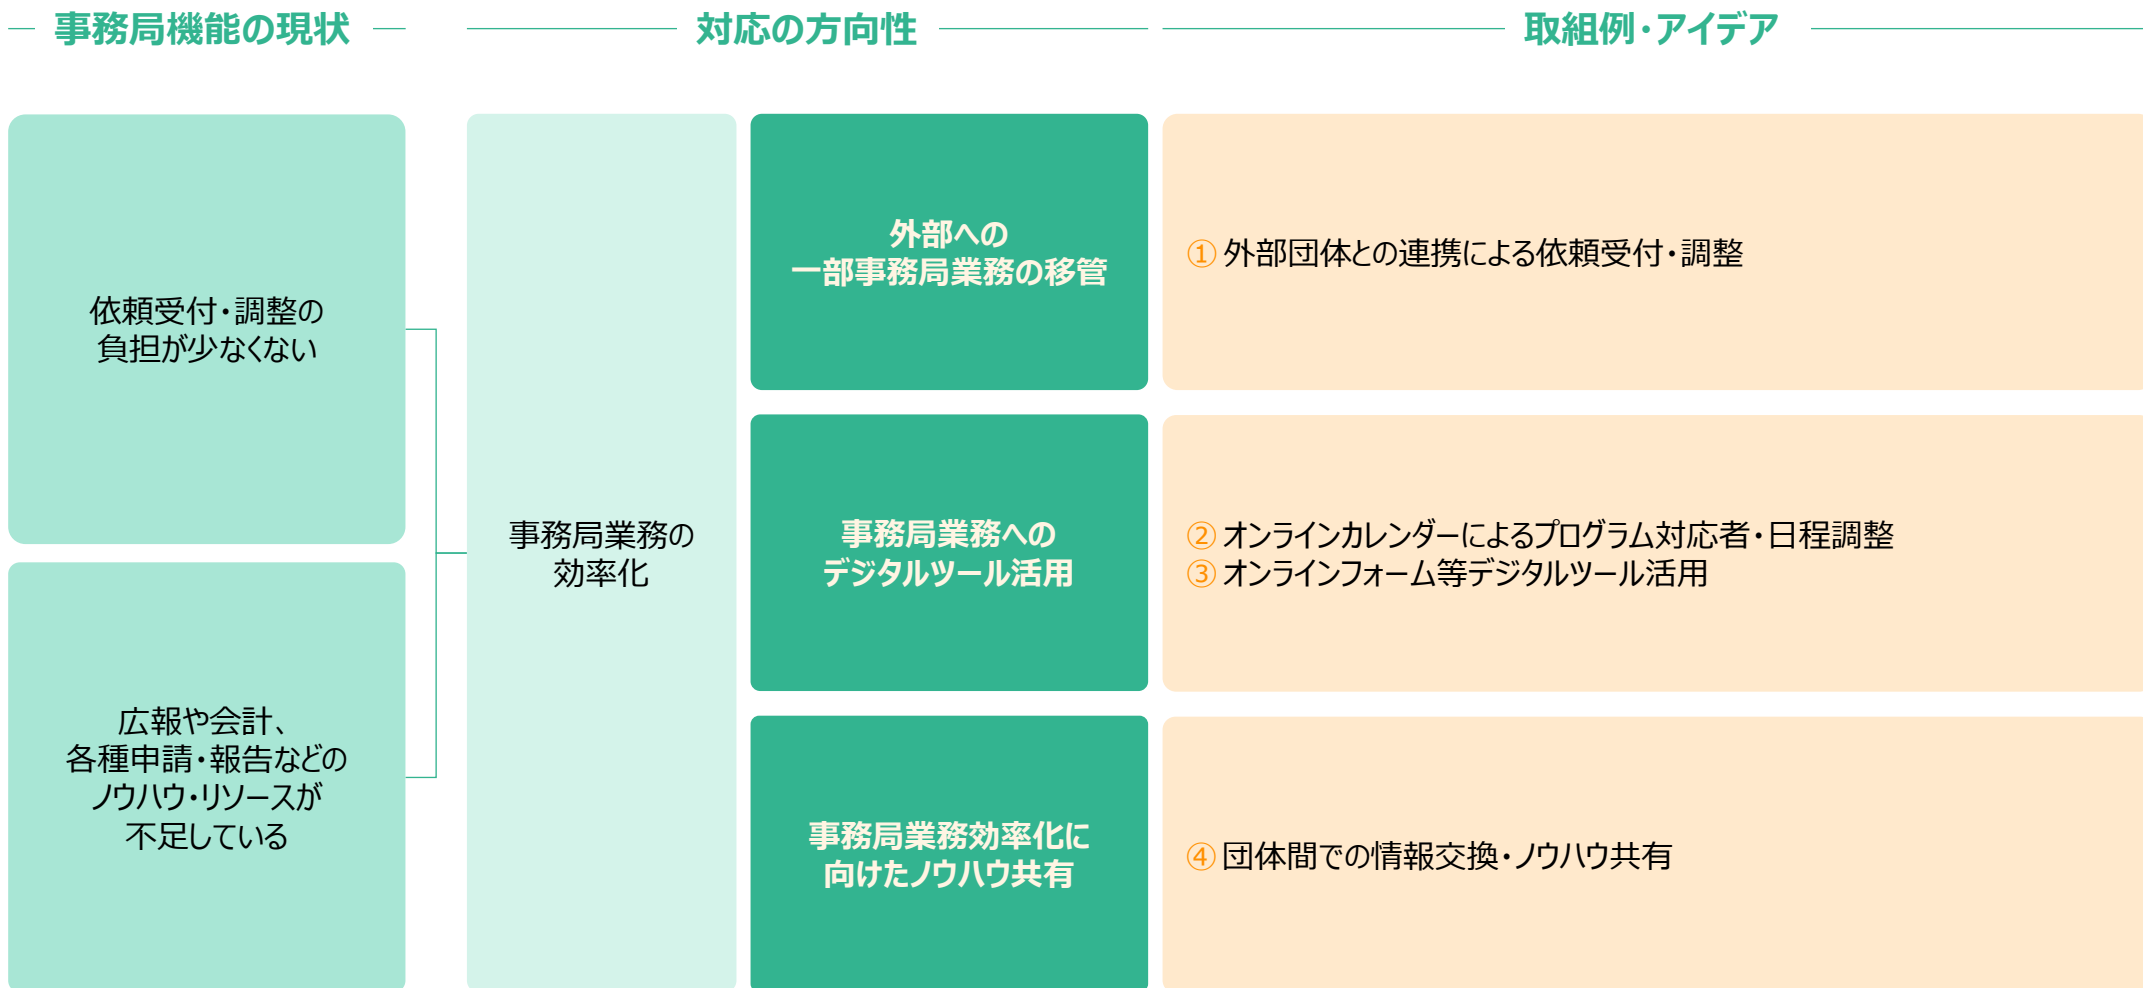 事務局機能の現状
対応の方向性
取組例・アイデア
依頼受付・調整の
負担が少なくない
広報や会計、
各種申請・報告などの
ノウハウ・リソースが
不足している
事務局業務の
効率化
外部への
一部事務局業務の移管
① 外部団体との連携による依頼受付・調整
事務局業務への
デジタルツール活用
② オンラインカレンダーによるプログラム対応者・日程調整
③ オンラインフォーム等デジタルツール活用
事務局業務効率化に
向けたノウハウ共有
④ 団体間での情報交換・ノウハウ共有